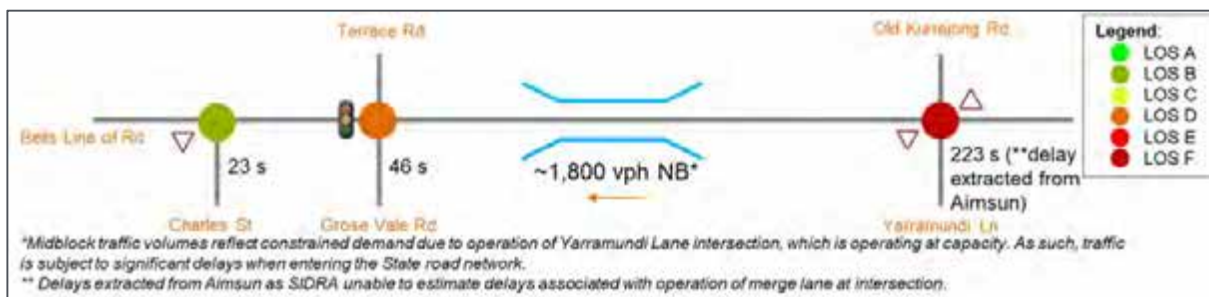 Terrace Rd
Old Kurrajong Rd
Legend:
LOS A
LOS B
LOS C
LOS D
LOS E
LOS F
Bells Line of Rd
23 s
46 s
~1,800 vph NB*
223 s (**delay
extracted from
Aimsun)
Charles St
Grose Vale Rd
Yarramundi Ln
*Midblock traffic volumes reflect constrained demand due to operation of Yarramundi Lane intersection, which is operating at capacity. As such, traffic
is subject to significant delays when entering the State road network.
** Delays extracted from Aimsun as SIDRA unable to estimate delays associated with operation of merge lane at intersection.